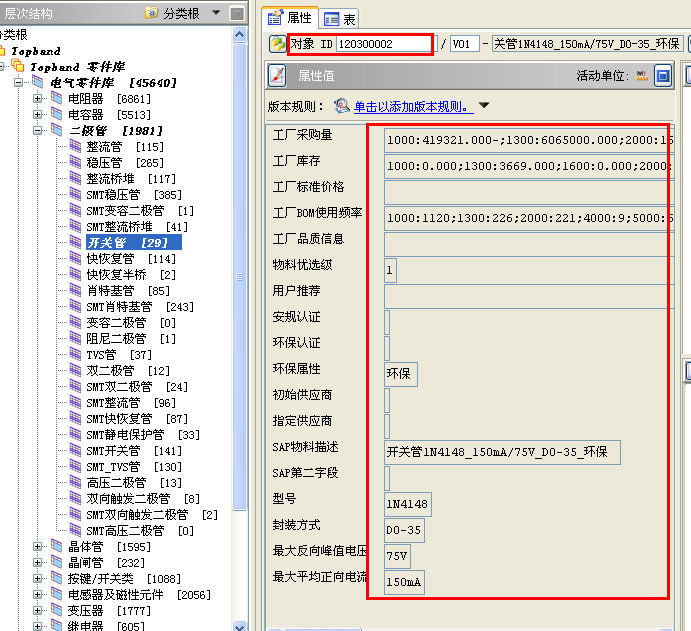 层次结构
分类根
分类根
Topband
Topband 零件库
电气零件库 [45640]
电阻器 [6861]
电容器 [5513]
二极管 [1981]
整流管 [115]
稳压管 [265]
整流桥堆 [117]
SMT稳压管 [385]
SMT变容二极管 [1]
SMT整流桥堆 [41]
开关管 [29]
快恢复管 [114]
快恢复半桥 [2]
肖特基管 [85]
SMT肖特基管 [243]
变容二极管 [0]
阻尼二极管 [1]
TVS管 [37]
双二极管 [12]
SMT双二极管 [24]
SMT整流管 [96]
SMT快恢复管 [87]
SMT静电保护管 [33]
SMT开关管 [141]
SMT_TVS管 [130]
高压二极管 [13]
双向触发二极管 [8]
SMT双向触发二极管 [2]
SMT高压二极管 [0]
晶体管 [1595]
晶闸管 [232]
按键/开关类 [1088]
电感器及磁性元件 [2056]
变压器 [1777]
继电器 [605]
属性 表
对象 ID 120300002 / V01 - 关管1N4148_150mA/75V_DO-35_环保
属性值 活动单位:
版本规则: 单击以添加版本规则。
工厂采购量 1000:419321.000-;1300:6065000.000;2000:15
工厂库存 1000:0.000;1300:3669.000;1600:0.000;2000:
工厂标准价格
工厂BOM使用频率 1000:1120;1300:226;2000:221;4000:9;5000:6
工厂品质信息
物料优选级 1
用户推荐
安规认证
环保认证
环保属性 环保
初始供应商
指定供应商
SAP物料描述 开关管1N4148_150mA/75V_DO-35_环保
SAP第二字段
型号 1N4148
封装方式 DO-35
最大反向峰值电压 75V
最大平均正向电流 150mA